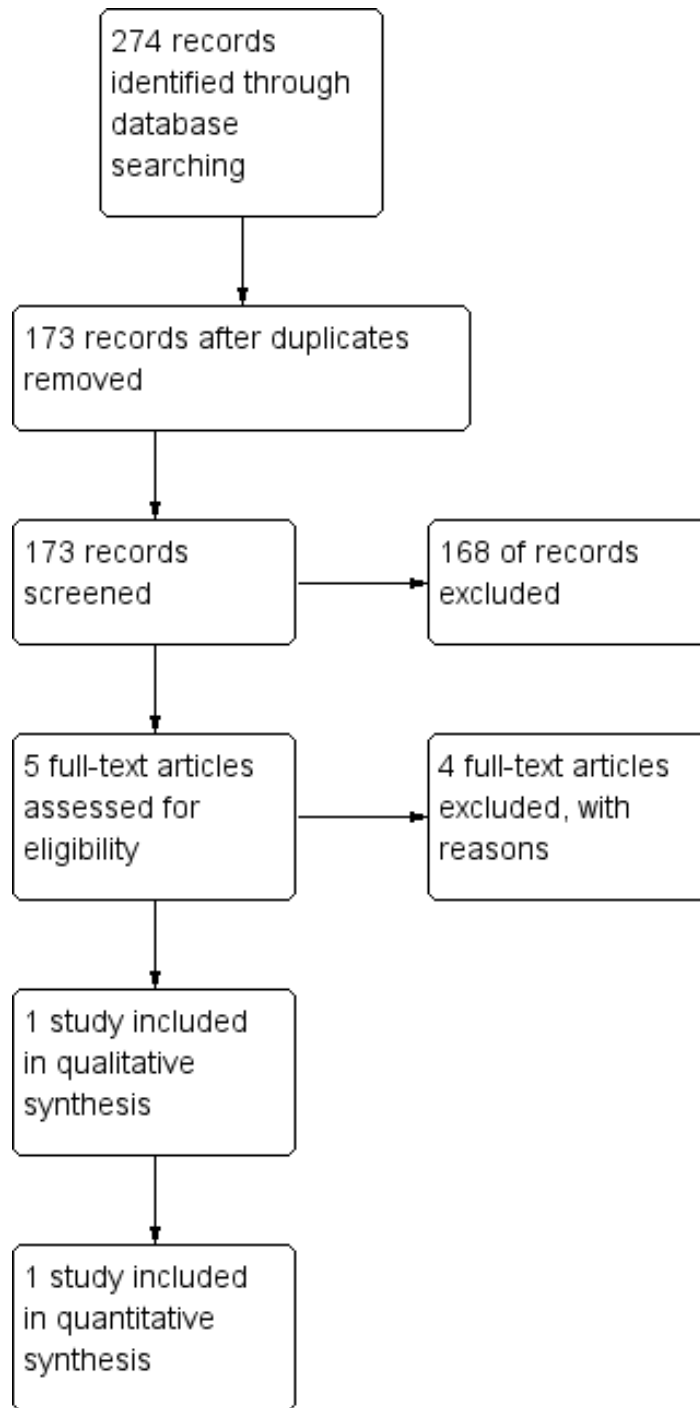 274 records
identified through
database
searching
173 records after duplicates
removed
173 records
screened
168 of records
excluded
5 full-text articles
assessed for
eligibility
4 full-text articles
excluded, with
reasons
1 study included
in qualitative
synthesis
1 study included
in quantitative
synthesis